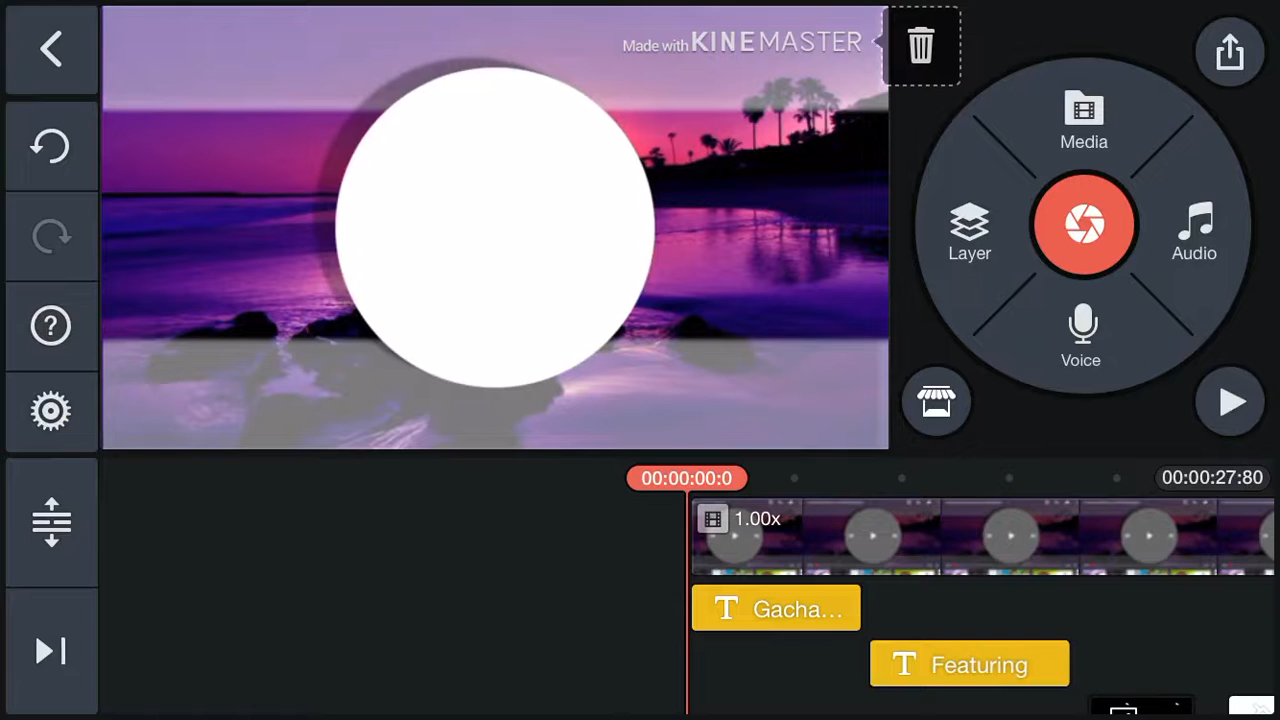 Made with KINEMASTER
Media
Layer
Audio
Voice
?
00:00:00:0
00:00:27:80
1.00x
T Gacha...
T Featuring